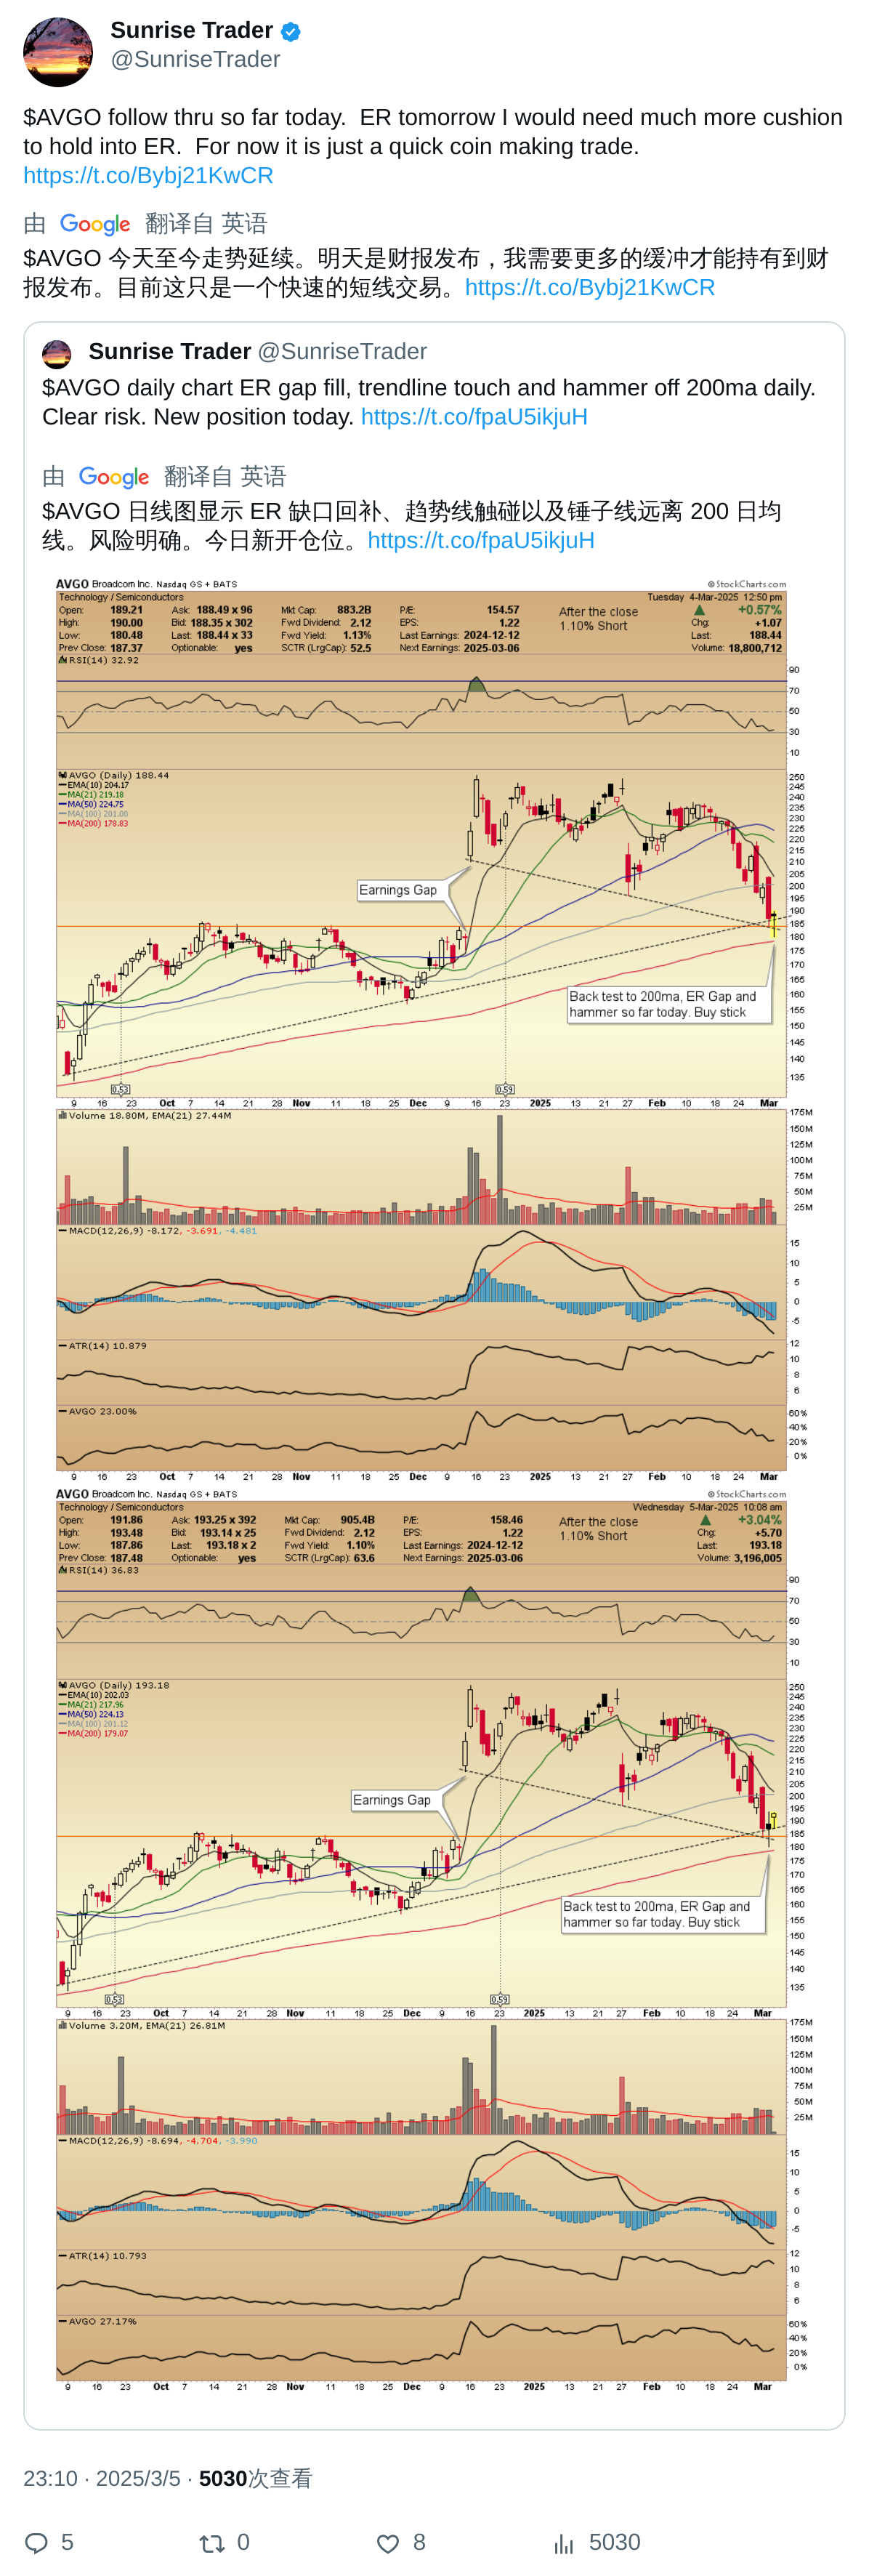 Sunrise Trader
@SunriseTrader
$AVGO follow thru so far today.  ER tomorrow I would need much more cushion
to hold into ER.  For now it is just a quick coin making trade.
https://t.co/Bybj21KwCR
由 Google 翻译自 英语
$AVGO 今天至今走势延续。明天是财报发布，我需要更多的缓冲才能持有到财
报发布。目前这只是一个快速的短线交易。https://t.co/Bybj21KwCR
Sunrise Trader @SunriseTrader
$AVGO daily chart ER gap fill, trendline touch and hammer off 200ma daily.
Clear risk. New position today. https://t.co/fpaU5ikjuH
由 Google 翻译自 英语
$AVGO 日线图显示 ER 缺口回补、趋势线触碰以及锤子线远离 200 日均
线。风险明确。今日新开仓位。https://t.co/fpaU5ikjuH
AVGO Broadcom Inc. Nasdaq GS + BATS © StockCharts.com
Technology / Semiconductors Tuesday 4-Mar-2025 12:50 pm
Open: 189.21 Ask: 188.49 x 96 Mkt Cap: 883.2B P/E: 154.57 After the close ▲ +0.57%
High: 190.00 Bid: 188.35 x 302 Fwd Dividend: 2.12 EPS: 1.22 1.10% Short Chg: +1.07
Low: 180.48 Last: 188.44 x 33 Fwd Yield: 1.13% Last Earnings: 2024-12-12 Last: 188.44
Prev Close: 187.37 Optionable: yes SCTR (LrgCap): 52.5 Next Earnings: 2025-03-06 Volume: 18,800,712
RSI(14) 32.92
90
70
50
30
10
AVGO (Daily) 188.44
EMA(10) 204.17
MA(21) 219.18
MA(50) 224.75
MA(100) 201.00
MA(200) 178.83
250
245
240
235
230
225
220
215
210
205
200
195
190
185
180
175
170
165
160
155
150
145
140
135
Earnings Gap
Back test to 200ma, ER Gap and
hammer so far today. Buy stick
0.53 0.59
9 16 23 Oct 7 14 21 28 Nov 11 18 25 Dec 9 16 23 2025 13 21 27 Feb 10 18 24 Mar
Volume 18.80M, EMA(21) 27.44M
175M
150M
125M
100M
75M
50M
25M
MACD(12,26,9) -8.172, -3.691, -4.481
15
10
5
0
-5
ATR(14) 10.879
12
10
8
6
AVGO 23.00%
60%
40%
20%
0%
9 16 23 Oct 7 14 21 28 Nov 11 18 25 Dec 9 16 23 2025 13 21 27 Feb 10 18 24 Mar
AVGO Broadcom Inc. Nasdaq GS + BATS © StockCharts.com
Technology / Semiconductors Wednesday 5-Mar-2025 10:08 am
Open: 191.86 Ask: 193.25 x 392 Mkt Cap: 905.4B P/E: 158.46 After the close ▲ +3.04%
High: 193.48 Bid: 193.14 x 25 Fwd Dividend: 2.12 EPS: 1.22 1.10% Short Chg: +5.70
Low: 187.86 Last: 193.18 x 2 Fwd Yield: 1.10% Last Earnings: 2024-12-12 Last: 193.18
Prev Close: 187.48 Optionable: yes SCTR (LrgCap): 63.6 Next Earnings: 2025-03-06 Volume: 3,196,005
RSI(14) 36.83
90
70
50
30
10
AVGO (Daily) 193.18
EMA(10) 202.03
MA(21) 217.96
MA(50) 224.13
MA(100) 201.12
MA(200) 179.07
250
245
240
235
230
225
220
215
210
205
200
195
190
185
180
175
170
165
160
155
150
145
140
135
Earnings Gap
Back test to 200ma, ER Gap and
hammer so far today. Buy stick
0.53 0.59
9 16 23 Oct 7 14 21 28 Nov 11 18 25 Dec 9 16 23 2025 13 21 27 Feb 10 18 24 Mar
Volume 3.20M, EMA(21) 26.81M
175M
150M
125M
100M
75M
50M
25M
MACD(12,26,9) -8.694, -4.704, -3.990
15
10
5
0
-5
ATR(14) 10.793
12
10
8
6
AVGO 27.17%
60%
40%
20%
0%
9 16 23 Oct 7 14 21 28 Nov 11 18 25 Dec 9 16 23 2025 13 21 27 Feb 10 18 24 Mar
23:10 · 2025/3/5 · 5030次查看
5 0 8 5030